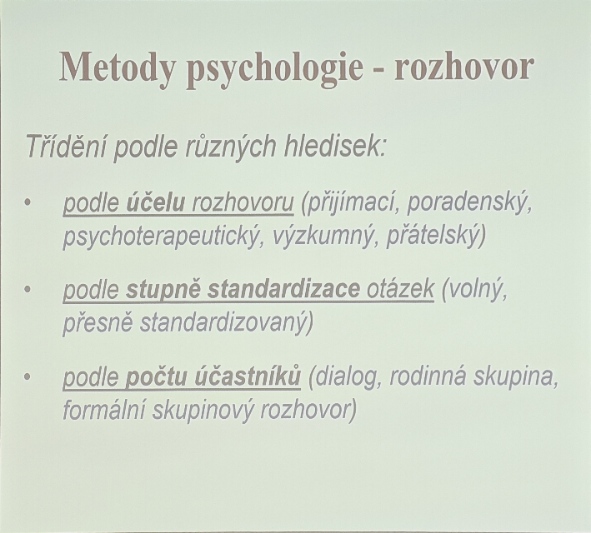 Metody psychologie - rozhovor
Třídění podle různých hledisek:
• podle účelu rozhovoru (přijímací, poradenský,
psychoterapeutický, výzkumný, přátelský)
• podle stupně standardizace otázek (volný,
přesně standardizovaný)
• podle počtu účastníků (dialog, rodinná skupina,
formální skupinový rozhovor)